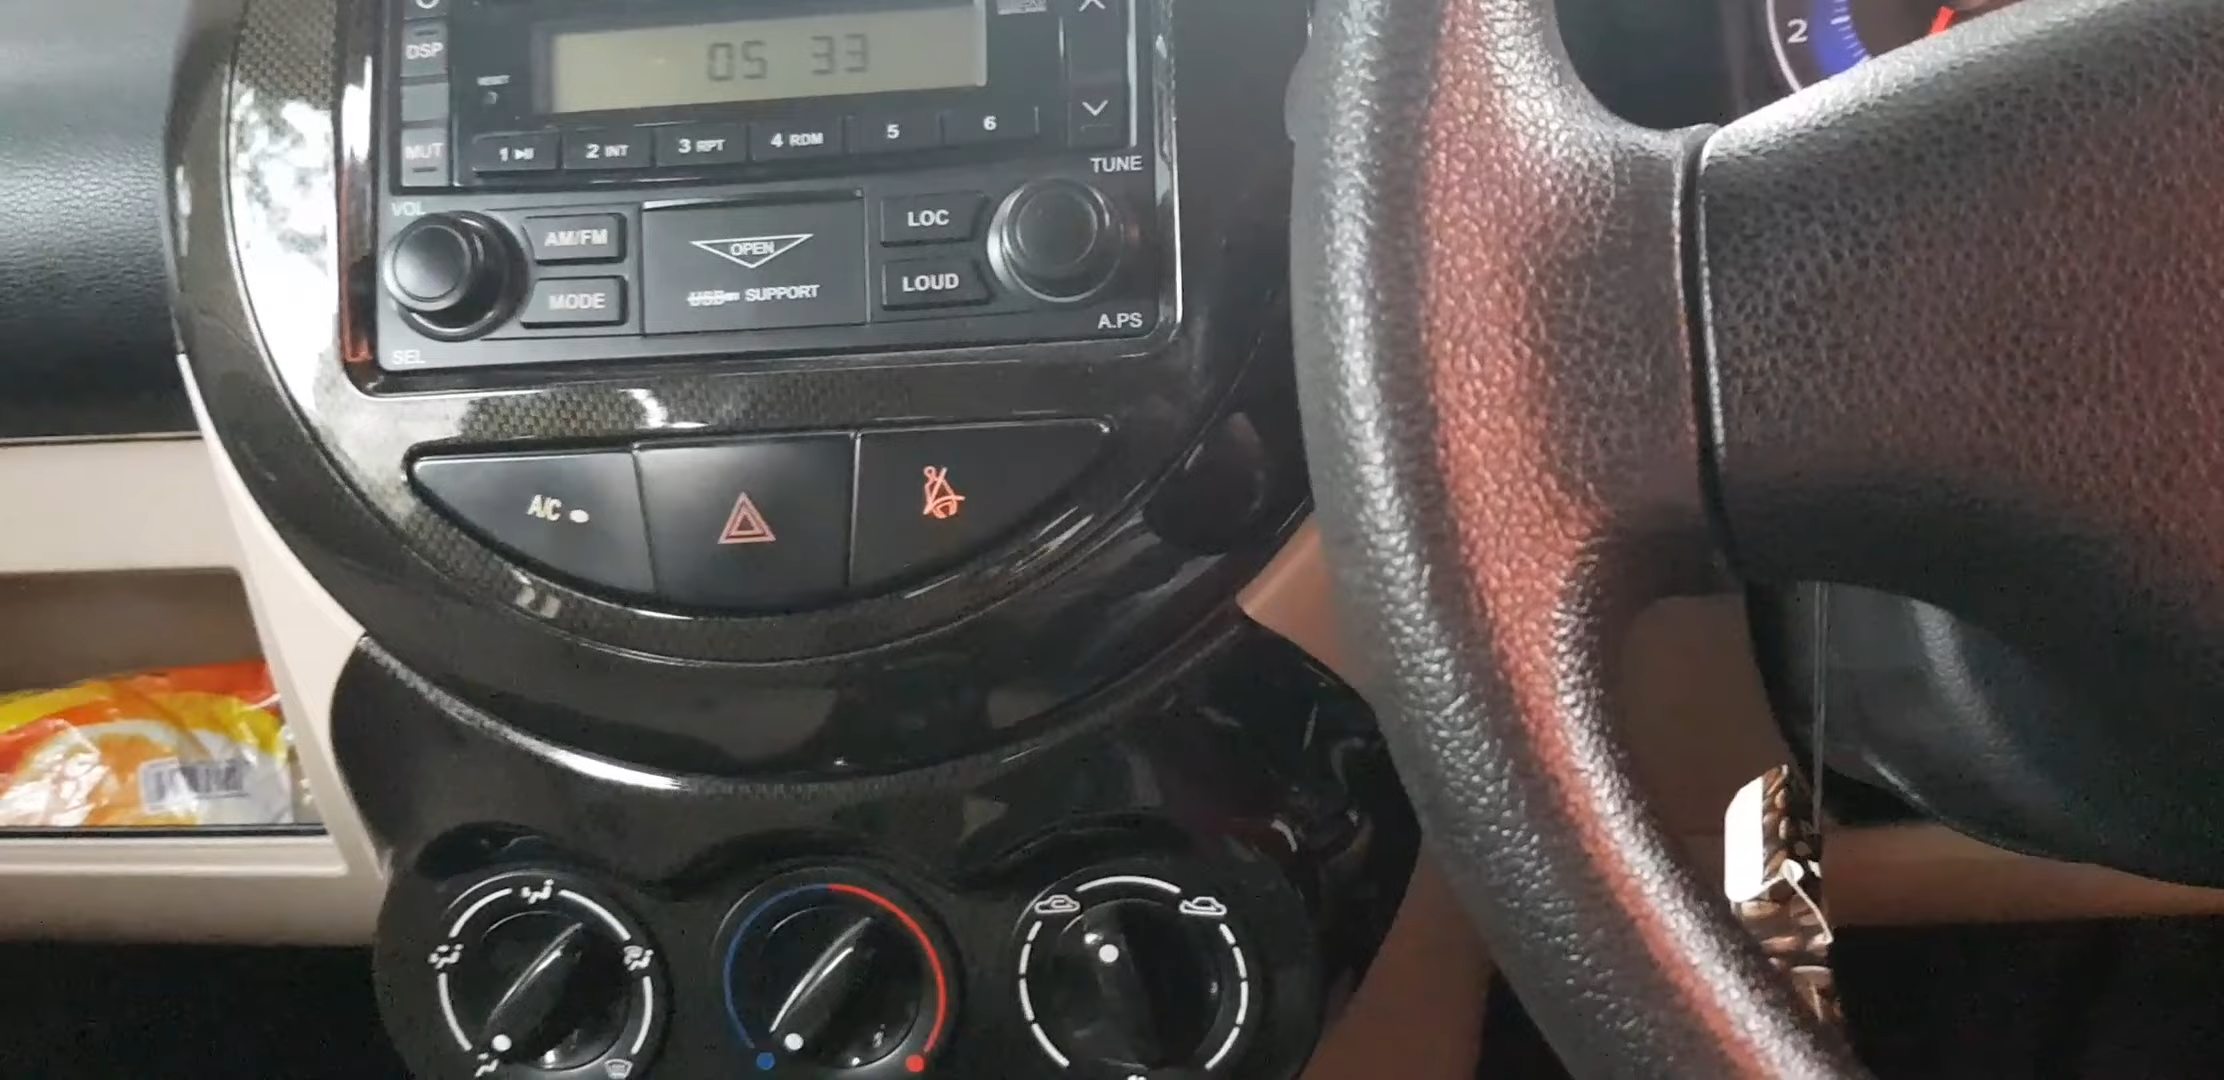 2
DSP
05 33
RESET
MUT
1
2 INT
3 RPT
4 RDM
5
6
TUNE
VOL
AM/FM
OPEN
LOC
MODE
USB SUPPORT
LOUD
A.PS
SEL
A/C